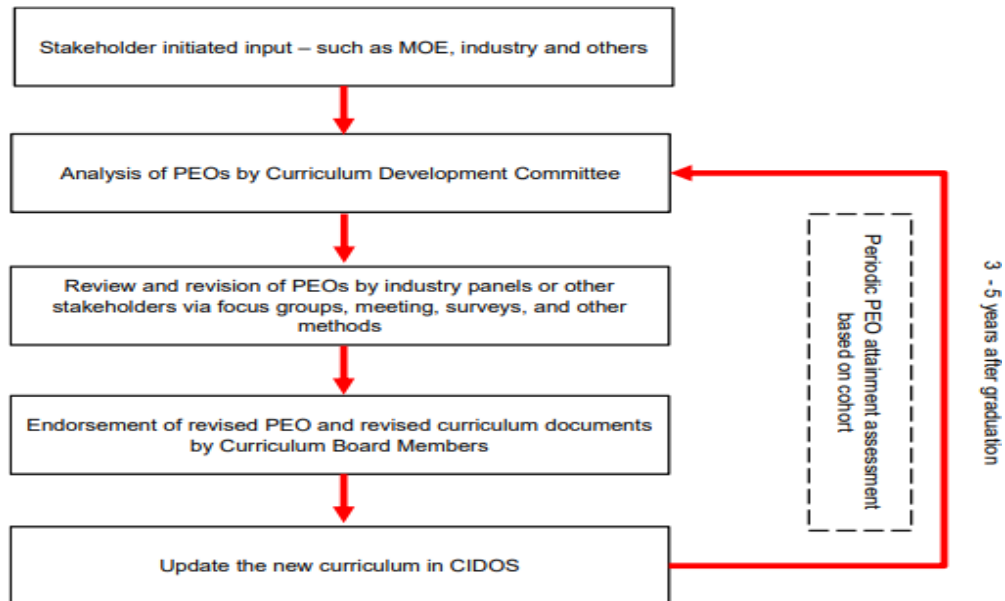 Stakeholder initiated input – such as MOE, industry and others
Analysis of PEOs by Curriculum Development Committee
Review and revision of PEOs by industry panels or other
stakeholders via focus groups, meeting, surveys, and other
methods
Endorsement of revised PEO and revised curriculum documents
by Curriculum Board Members
Update the new curriculum in CIDOS
Periodic PEO attainment assessment
based on cohort
3 - 5 years after graduation